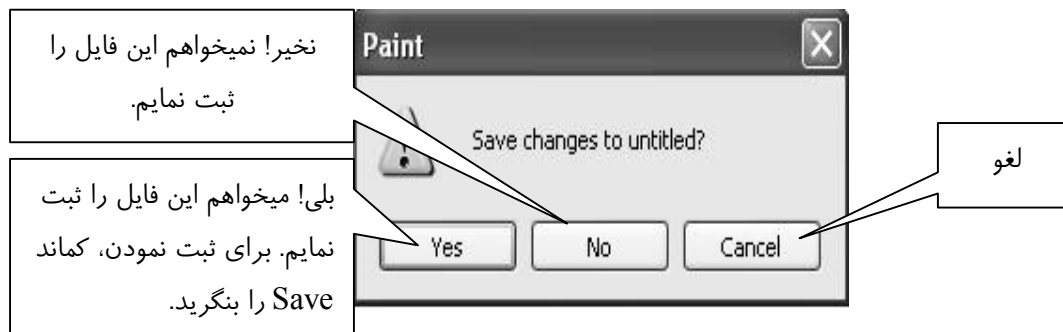 نخیر! نمیخواهم این فایل را
ثبت نمایم.
Paint
Save changes to untitled?
لغو
بلی! میخواهم این فایل را ثبت
نمایم. برای ثبت نمودن، کماند
Save را بنگرید.
Yes
No
Cancel